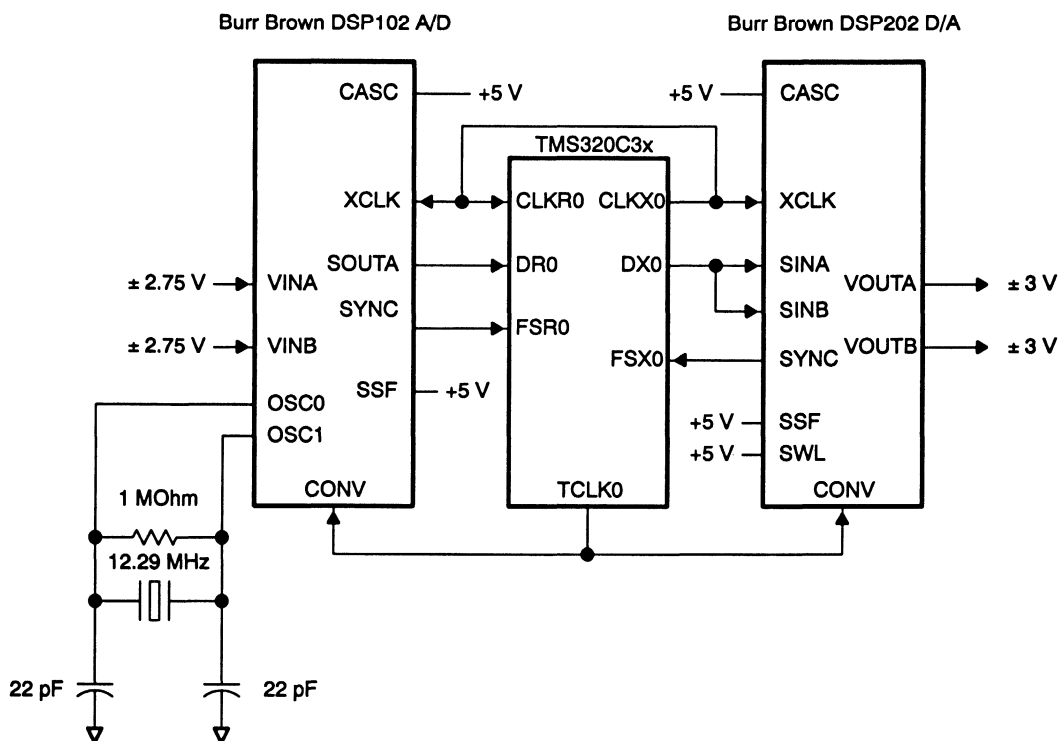 Burr Brown DSP102 A/D
Burr Brown DSP202 D/A
CASC
+5 V
+5 V
CASC
TMS320C3x
XCLK
CLKR0
CLKX0
XCLK
SOUTA
DR0
DX0
SINA
± 2.75 V
VINA
VOUTA
± 3 V
SYNC
FSR0
SINB
± 2.75 V
VINB
FSX0
SYNC
VOUTB
± 3 V
SSF
+5 V
OSC0
+5 V
SSF
OSC1
+5 V
SWL
CONV
TCLK0
CONV
1 MOhm
12.29 MHz
22 pF
22 pF